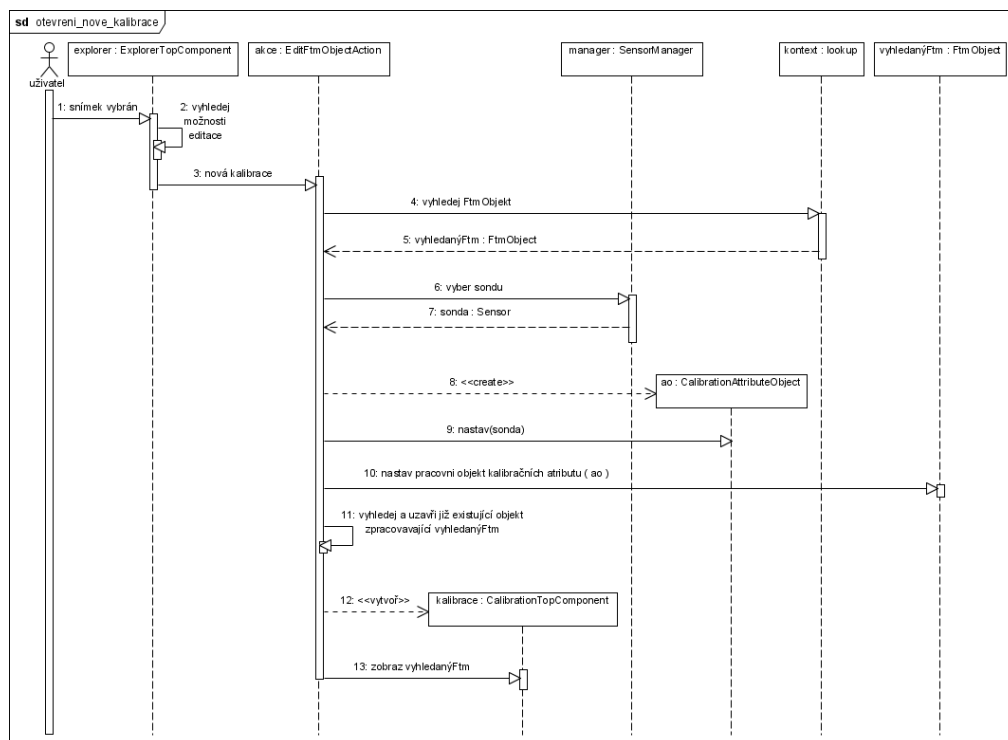 sd otevreni_nove_kalibrace
explorer : ExplorerTopComponent
akce : EditFtmObjectAction
manager : SensorManager
kontext : lookup
vyhledanýFtm : FtmObject
uživatel
1: snímek vybrán
2: vyhledej
možnosti
editace
3: nová kalibrace
4: vyhledej FtmObjekt
5: vyhledanýFtm : FtmObject
6: vyber sondu
7: sonda : Sensor
8: <<create>>
ao : CalibrationAttributeObject
9: nastav(sonda)
10: nastav pracovni objekt kalibračních atributu ( ao )
11: vyhledej a uzavři již existující objekt
zpracovavající vyhledanýFtm
12: <<vytvoř>>
kalibrace : CalibrationTopComponent
13: zobraz vyhledanýFtm